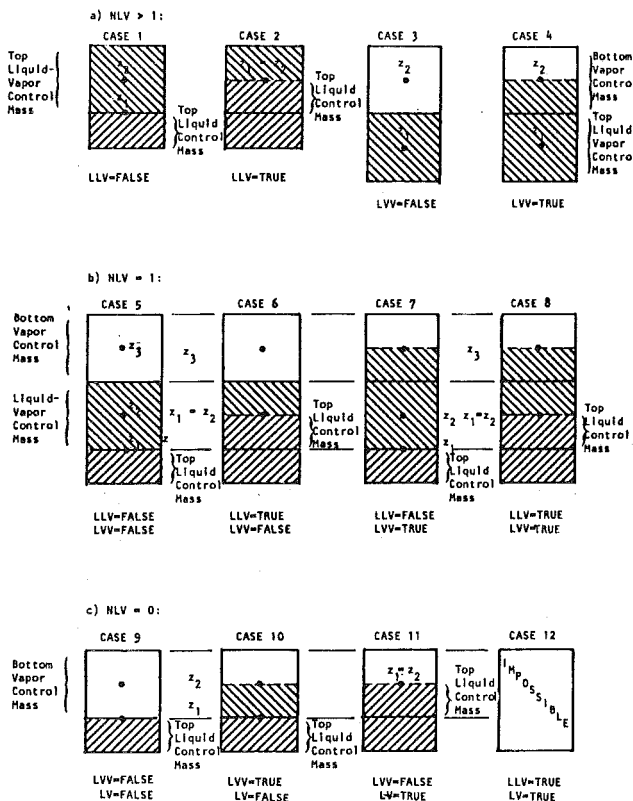 a) NLV > 1:
CASE 1
CASE 2
CASE 3
CASE 4
Top
Liquid-
Vapor
Control
Mass
z2
z1
Top
Liquid
Control
Mass
z1 = z2
Top
Liquid
Control
Mass
z2
z1
z2
z1
Bottom
Vapor
Control
Mass
Top
Liquid
Vapor
Control
Mass
LLV=FALSE
LLV=TRUE
LVV=FALSE
LVV=TRUE
b) NLV = 1:
CASE 5
CASE 6
CASE 7
CASE 8
Bottom
Vapor
Control
Mass
z3
z3
z3
Liquid-
Vapor
Control
Mass
z2
z1 = z2
z2
z1=z2
z1
z
z1
Top
Liquid
Control
Mass
Top
Liquid
Control
Mass
Top
Liquid
Control
Mass
Top
Liquid
Control
Mass
LLV=FALSE
LVV=FALSE
LLV=TRUE
LVV=FALSE
LLV=FALSE
LVV=TRUE
LLV=TRUE
LVV=TRUE
c) NLV = 0:
CASE 9
CASE 10
CASE 11
CASE 12
Bottom
Vapor
Control
Mass
z2
z1
z1=z2
Top
Liquid
Control
Mass
Top
Liquid
Control
Mass
Top
Liquid
Control
Mass
IMPOSSIBLE
LVV=FALSE
LV=FALSE
LVV=TRUE
LV=FALSE
LVV=FALSE
LV=TRUE
LLV=TRUE
LV=TRUE